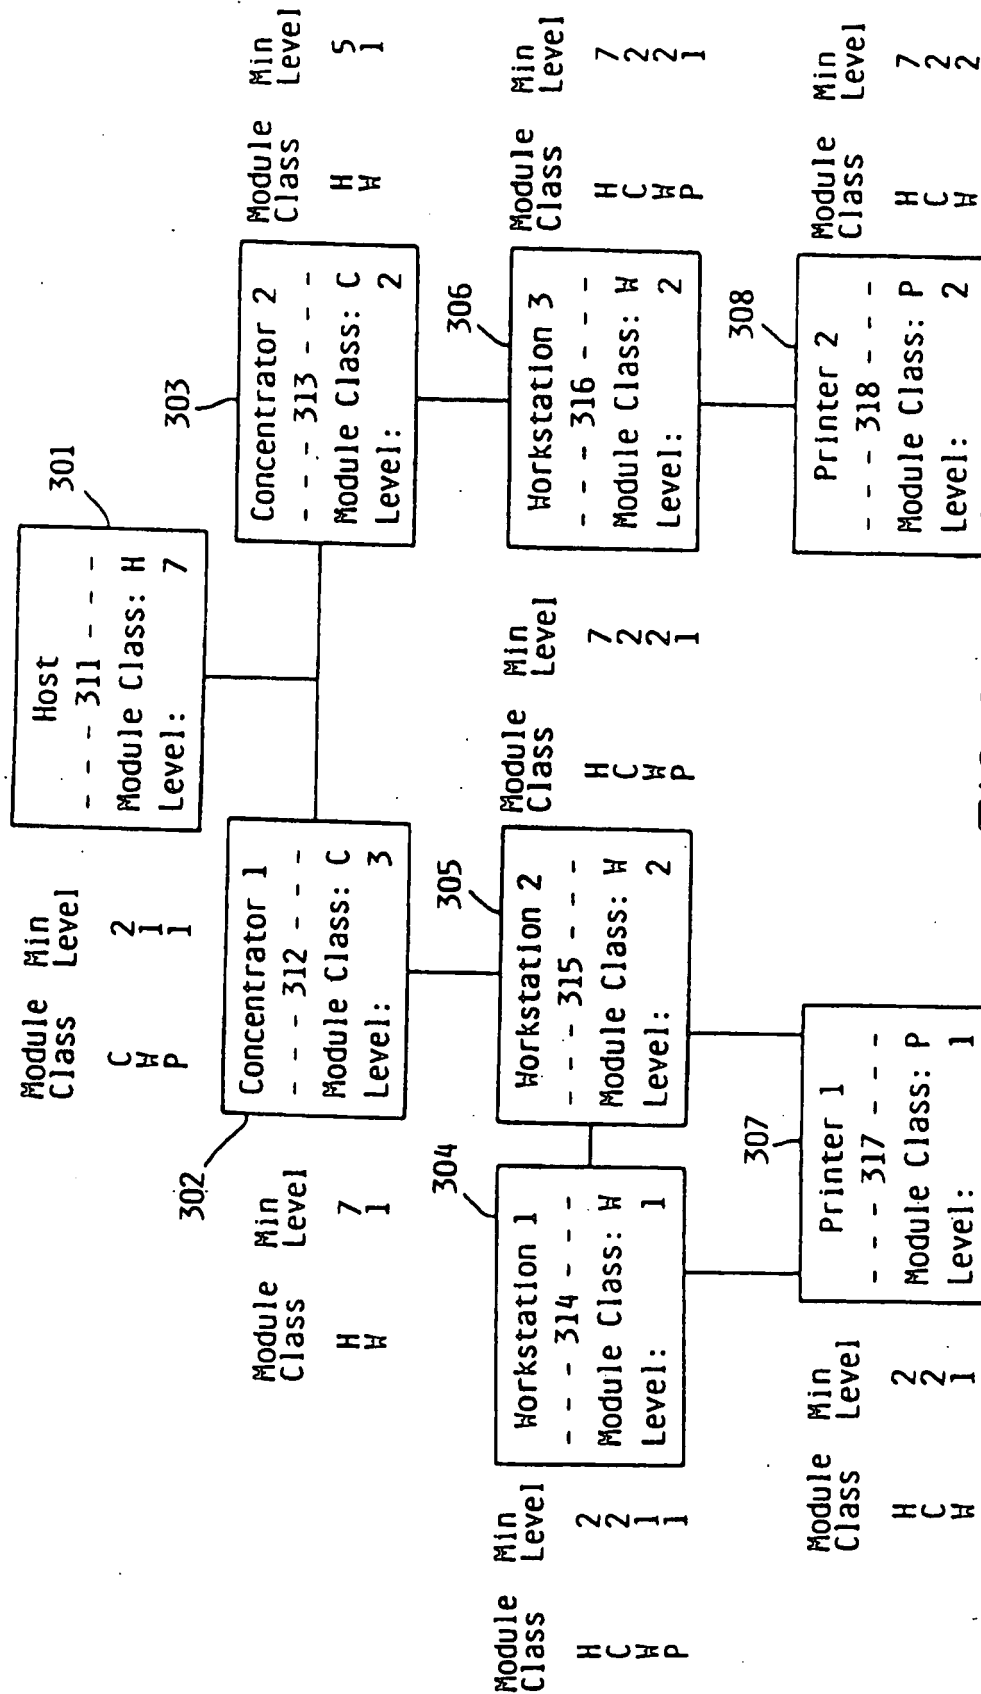 Host
301
- - - 311 - - -
Module Class: H
Level: 7
Module Min
Class Level
C 2
W 1
P 1
Concentrator 1
302
- - - 312 - - -
Module Class: C
Level: 3
Module Min
Class Level
H 7
W 1
Concentrator 2
303
- - - 313 - - -
Module Class: C
Level: 2
Module Min
Class Level
H 5
W 1
Workstation 1
304
- - - 314 - - -
Module Class: W
Level: 1
Module Min
Class Level
H 2
C 2
W 1
P 1
Workstation 2
305
- - - 315 - - -
Module Class: W
Level: 2
Module Min
Class Level
H 7
C 2
W 2
P 1
Workstation 3
306
- - - 316 - - -
Module Class: W
Level: 2
Module Min
Class Level
H 7
C 2
W 2
P 1
Printer 1
307
- - - 317 - - -
Module Class: P
Level: 1
Module Min
Class Level
H 2
C 2
W 1
Printer 2
308
- - - 318 - - -
Module Class: P
Level: 2
Module Min
Class Level
H 7
C 2
W 2